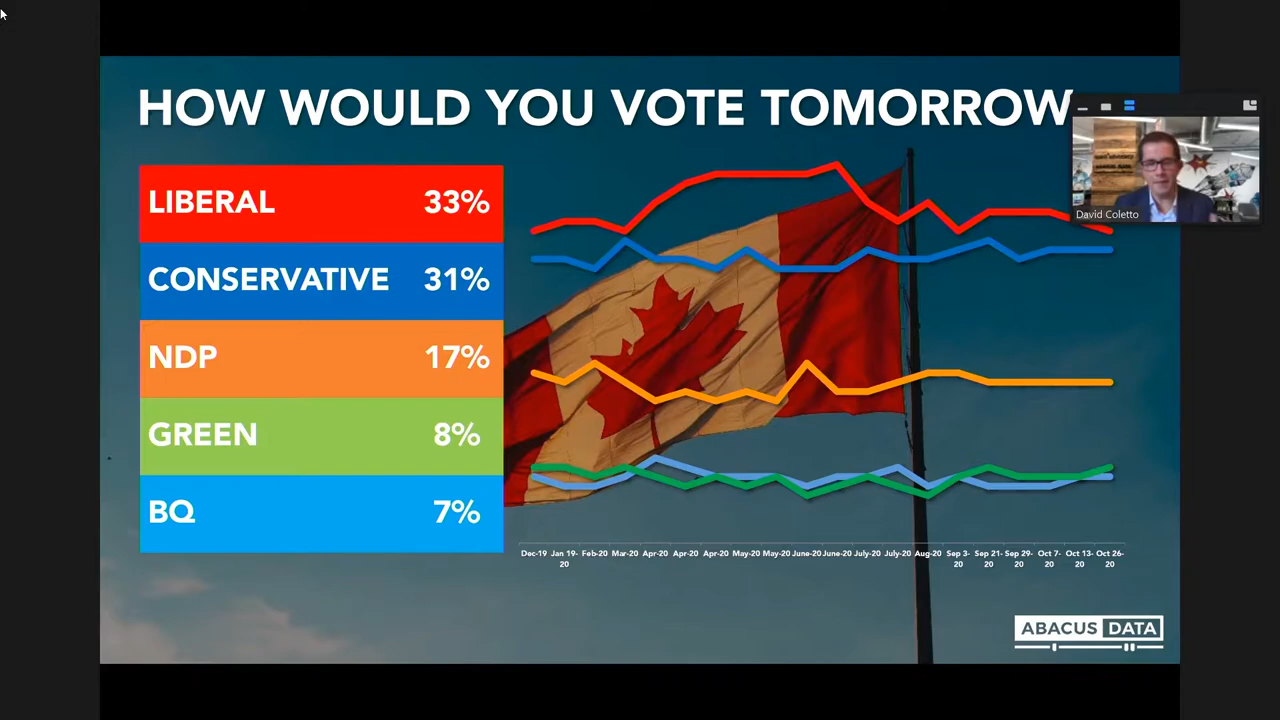 HOW WOULD YOU VOTE TOMORROW
LIBERAL 33%
CONSERVATIVE 31%
NDP 17%
GREEN 8%
BQ 7%
David Coletto
Dec-19 Jan 19-20 Feb-20 Mar-20 Apr-20 Apr-20 Apr-20 May-20 May-20 June-20 June-20 July-20 July-20 Aug-20 Sep 3-20 Sep 21-20 Sep 29-20 Oct 7-20 Oct 13-20 Oct 26-20
ABACUS DATA